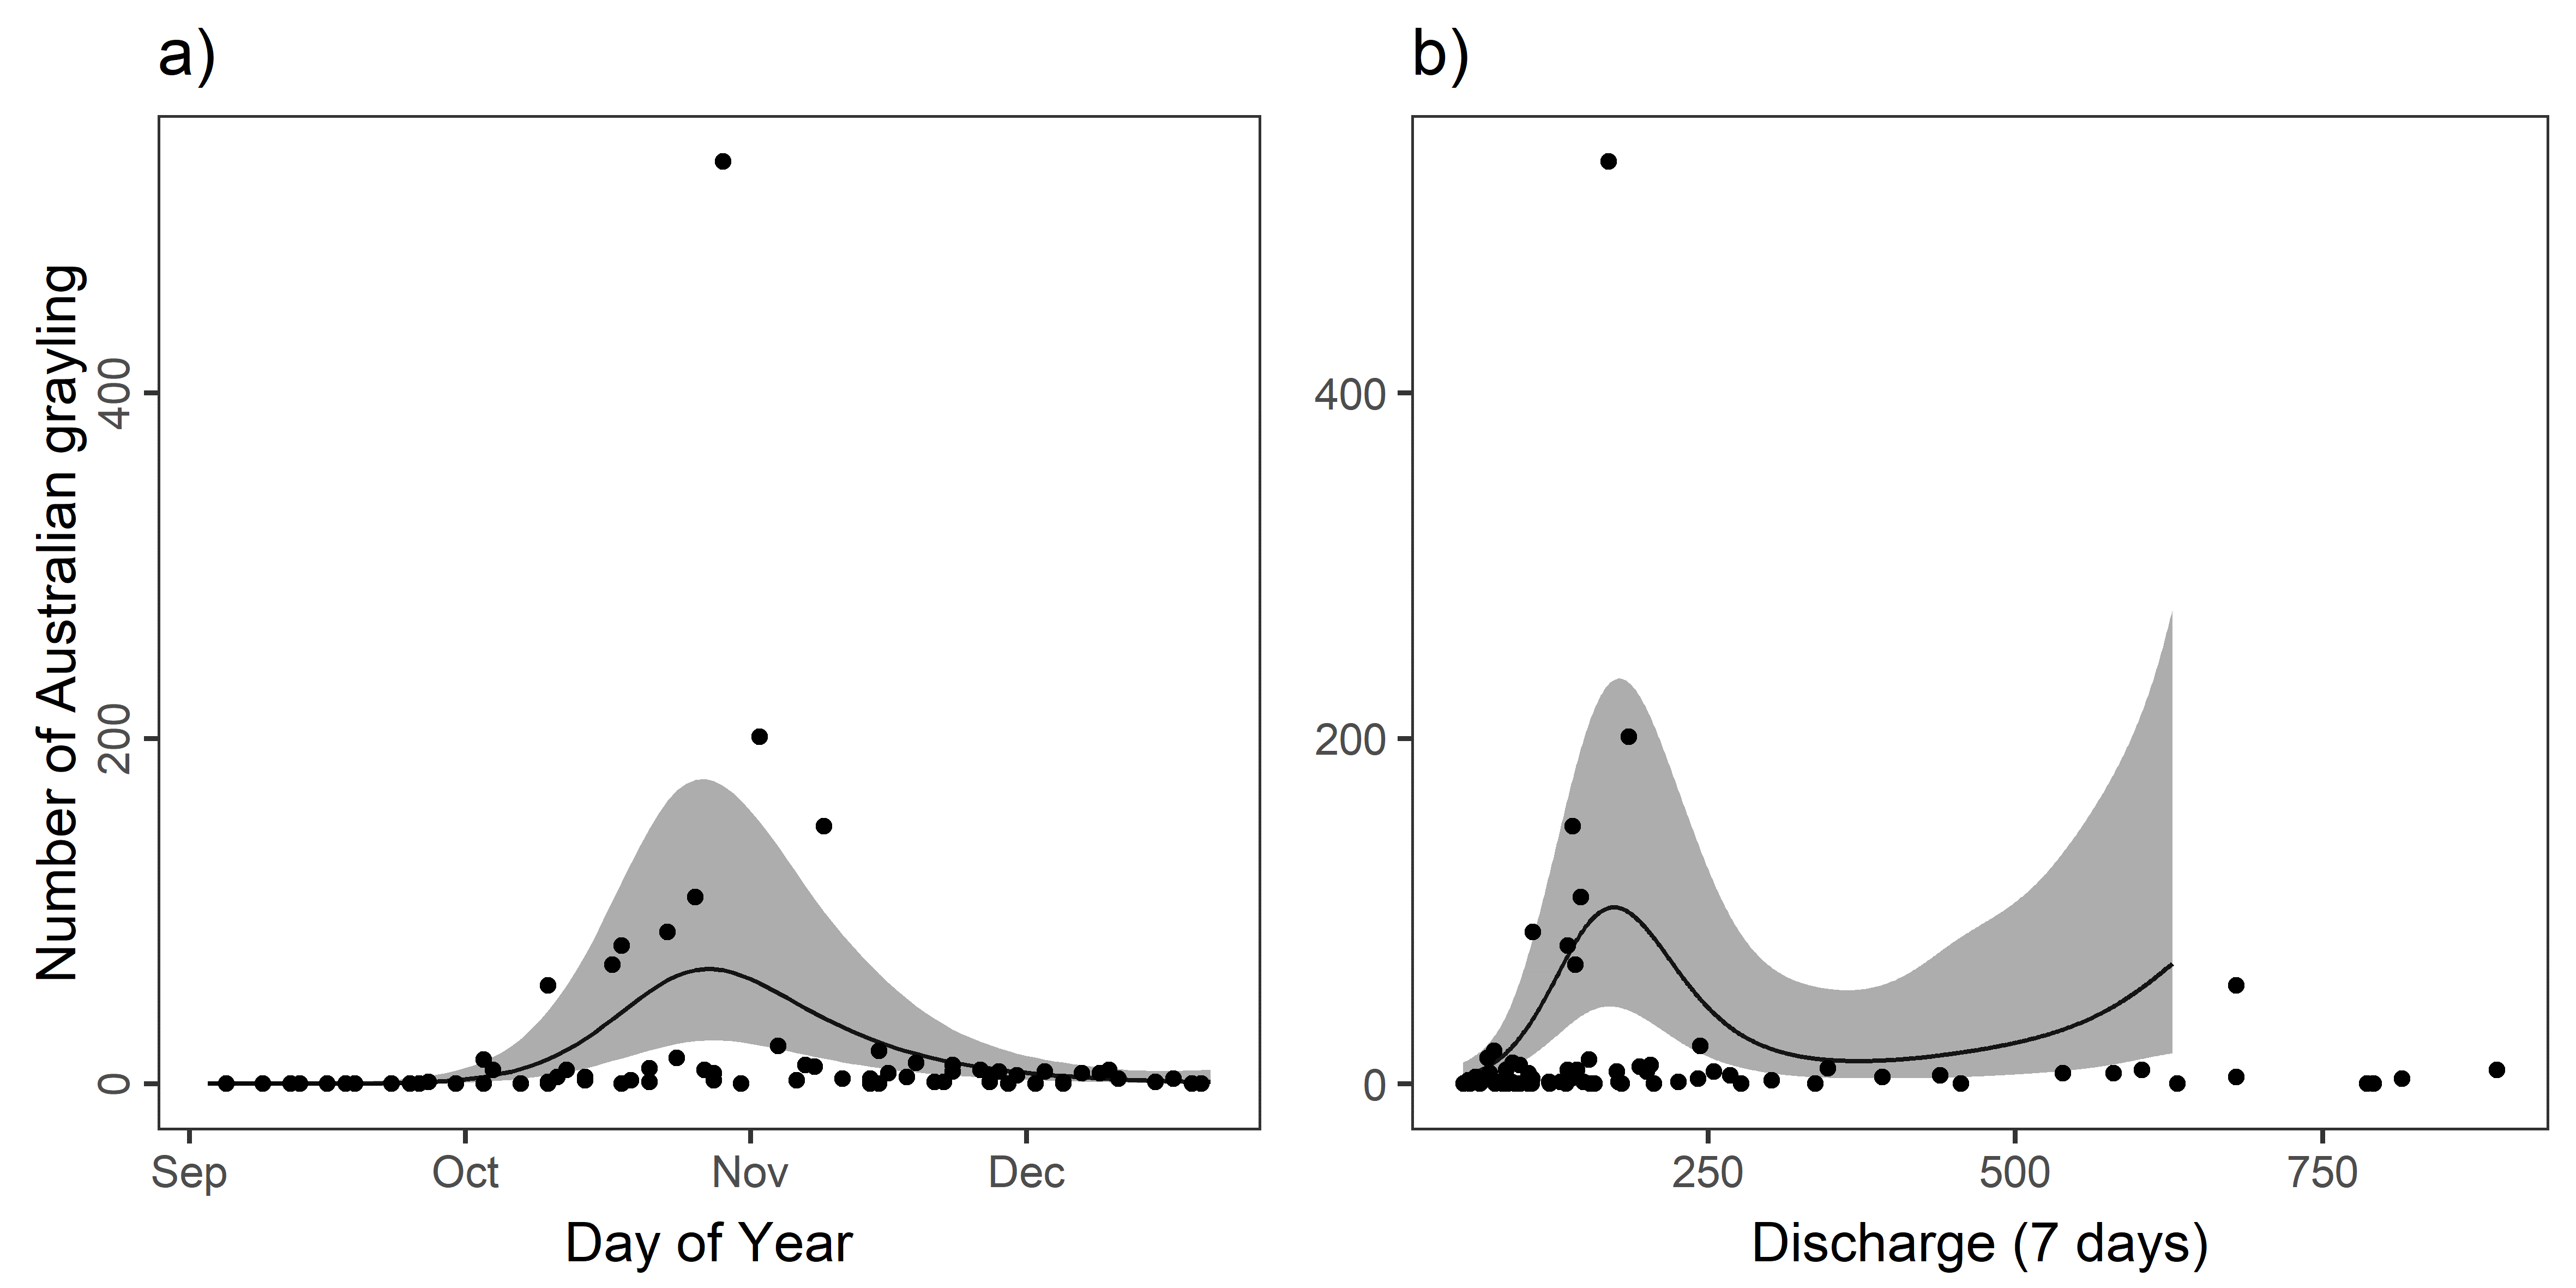 a)
Number of Australian grayling
400
200
0
Sep Oct Nov Dec
Day of Year
b)
400
200
0
250 500 750
Discharge (7 days)